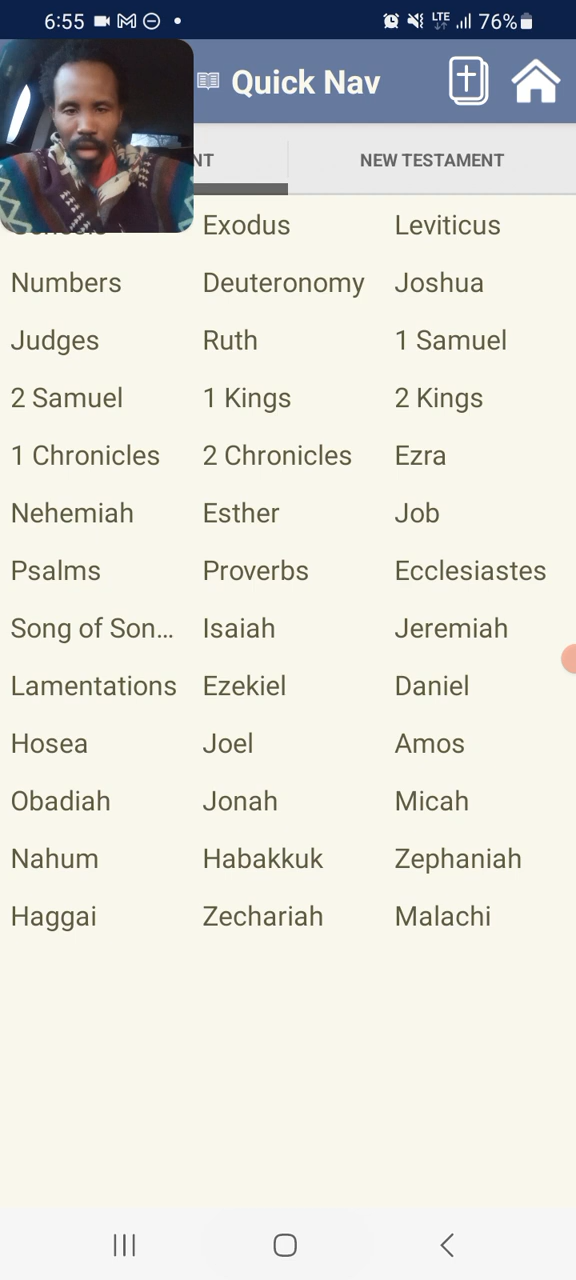 6:55 LTE 76%
Quick Nav
NT NEW TESTAMENT
Exodus Leviticus
Numbers Deuteronomy Joshua
Judges Ruth 1 Samuel
2 Samuel 1 Kings 2 Kings
1 Chronicles 2 Chronicles Ezra
Nehemiah Esther Job
Psalms Proverbs Ecclesiastes
Song of Son... Isaiah Jeremiah
Lamentations Ezekiel Daniel
Hosea Joel Amos
Obadiah Jonah Micah
Nahum Habakkuk Zephaniah
Haggai Zechariah Malachi